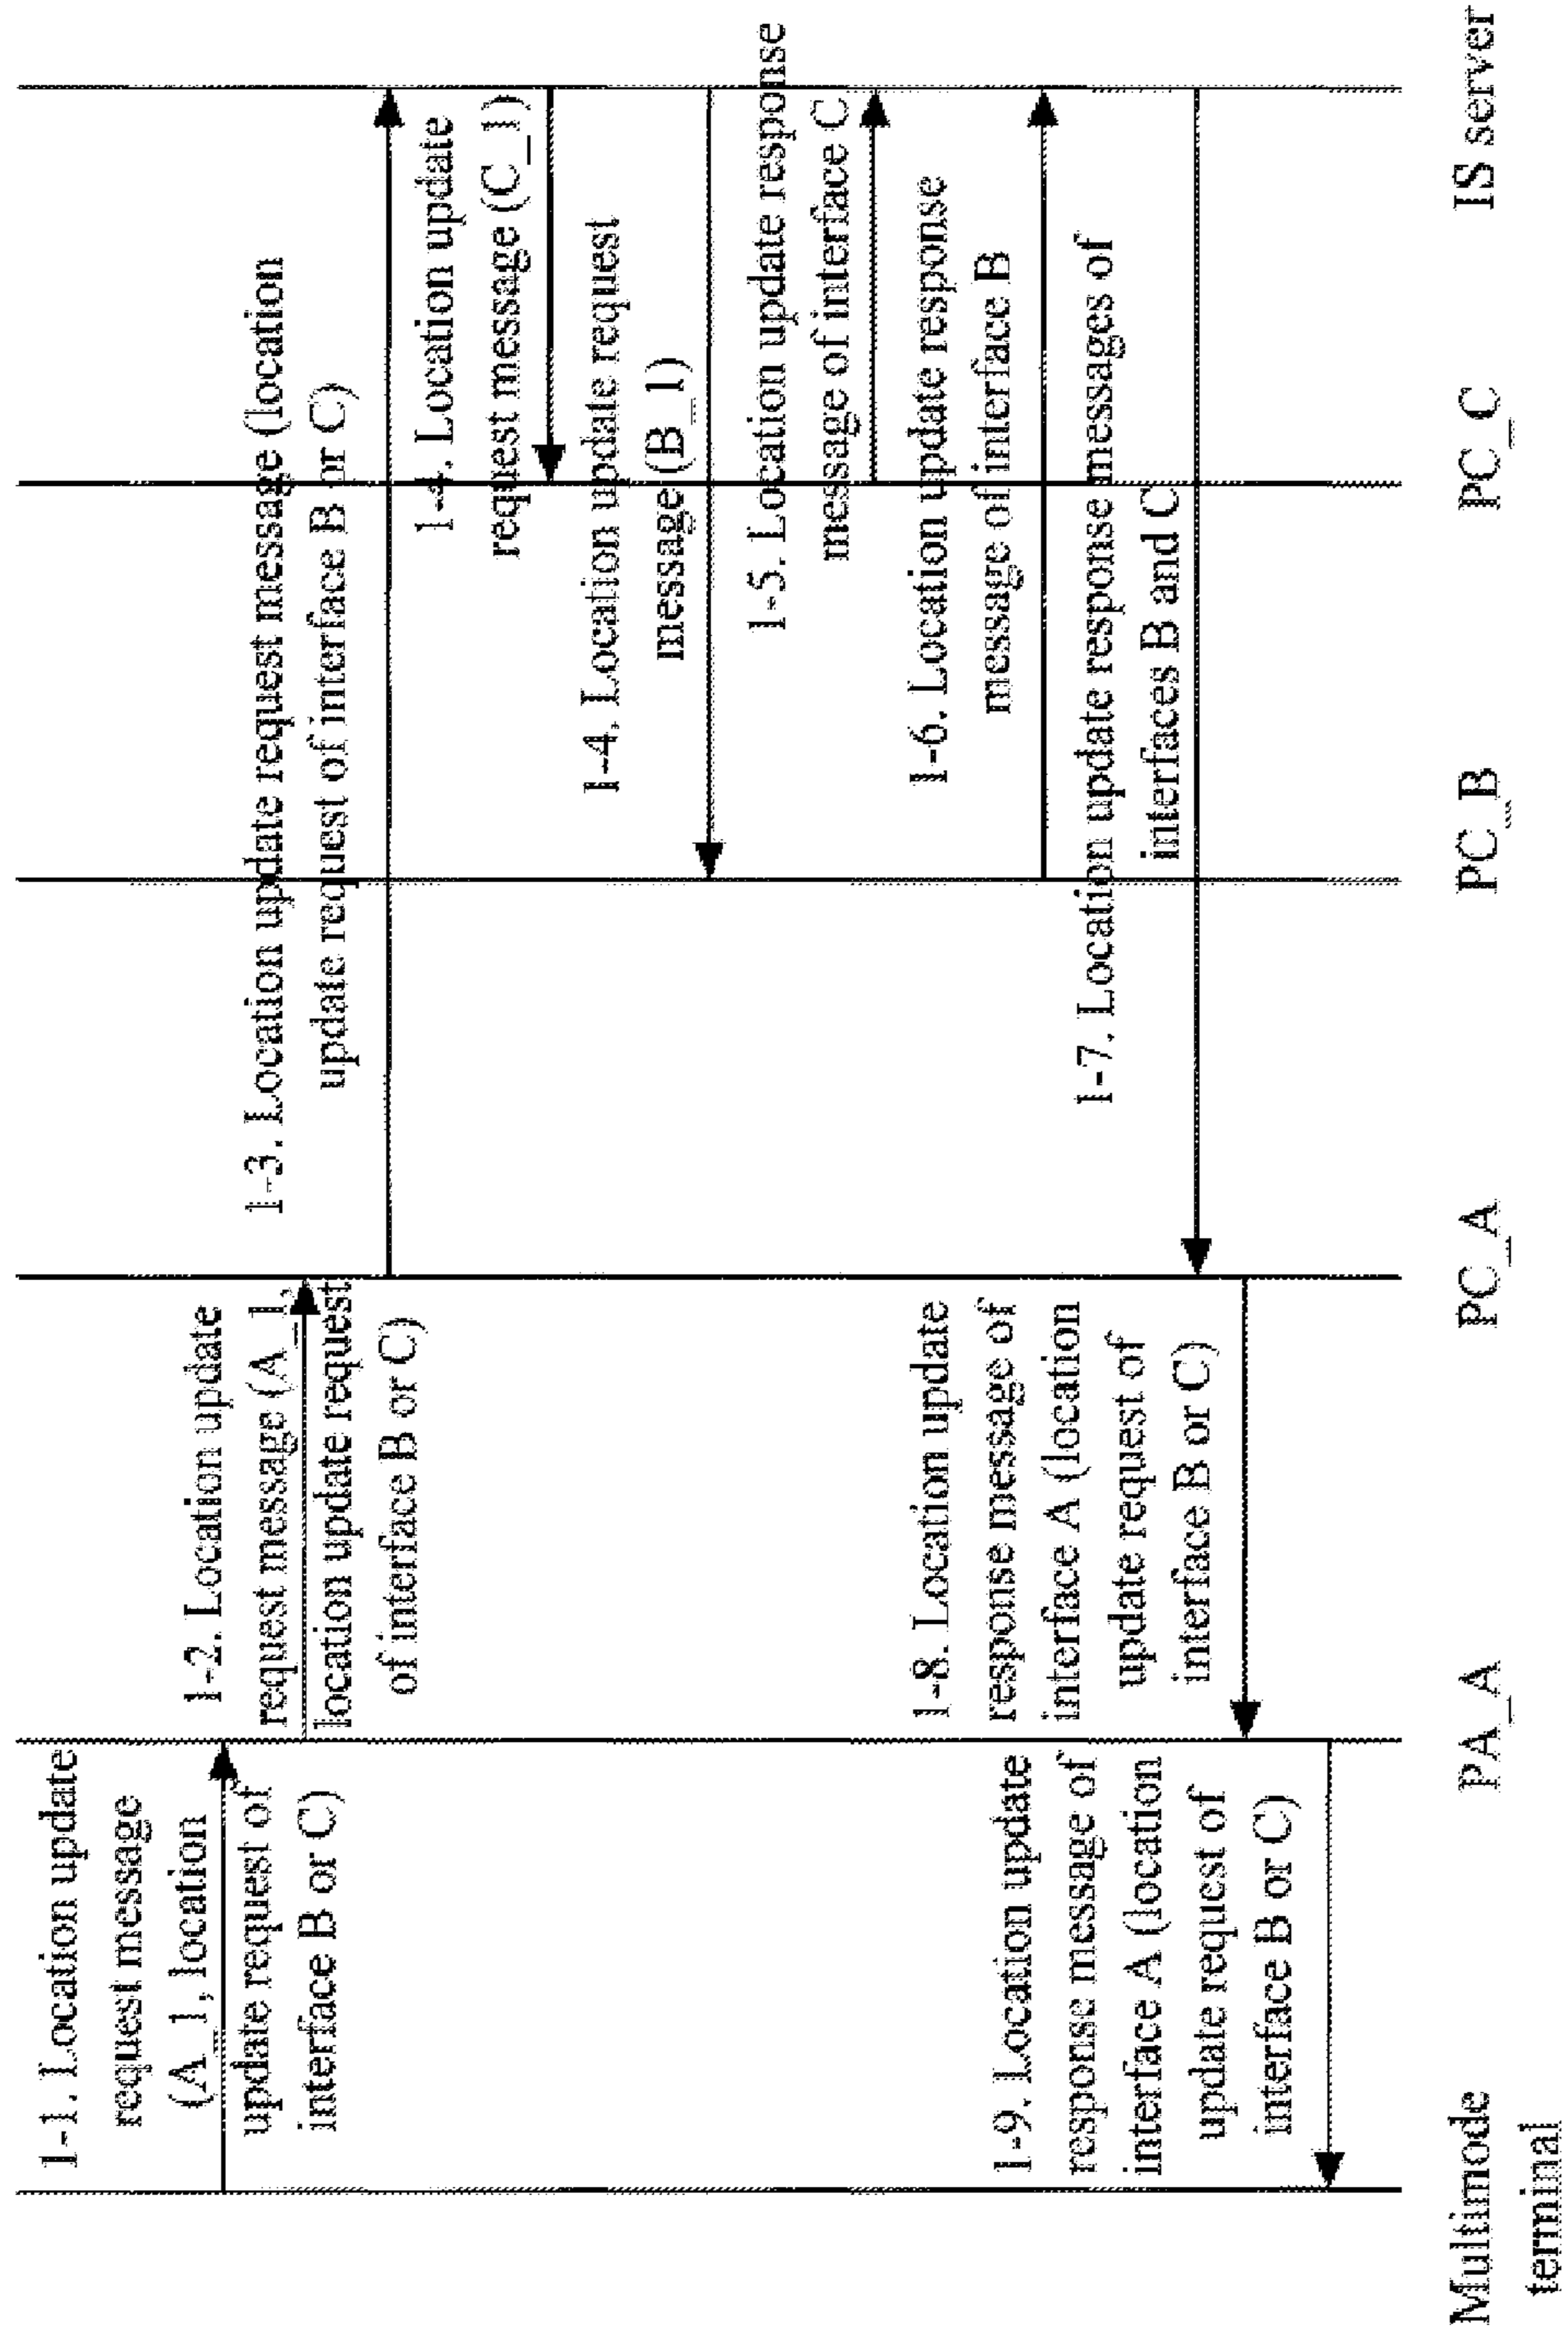 1-1. Location update
request message
(A_1, location
update request of
interface B or C)
1-2. Location update
request message (A_1,
location update request
of interface B or C)
1-3. Location update request message (location
update request of interface B or C)
1-4. Location update
request message (C_1)
1-4. Location update request
message (B_1)
1-5. Location update response
message of interface C
1-6. Location update response
message of interface B
1-7. Location update response messages of
interfaces B and C
1-8. Location update
response message of
interface A (location
update request of
interface B or C)
1-9. Location update
response message of
interface A (location
update request of
interface B or C)
Multimode
terminal
PA_A
PC_A
PC_B
PC_C
IS server